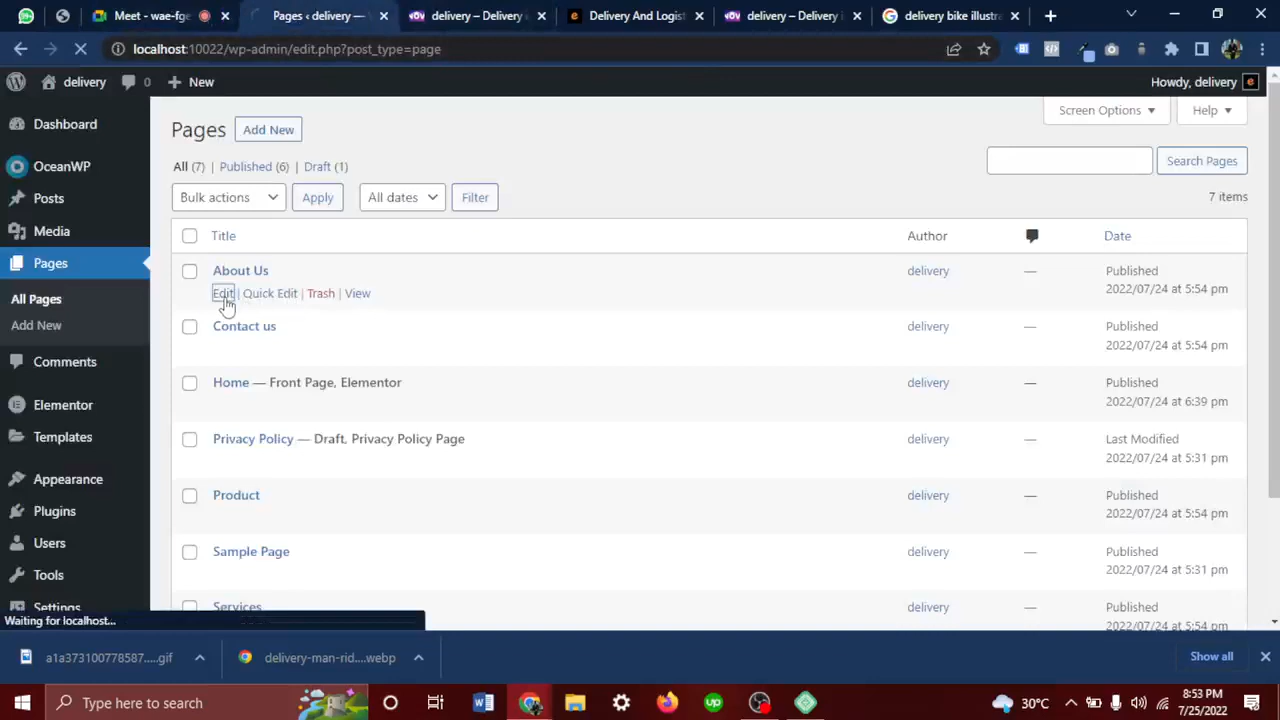 Meet - wae-fge
Pages ‹ delivery —
delivery – Delivery
Delivery And Logist
delivery – Delivery
delivery bike illustra
localhost:10022/wp-admin/edit.php?post_type=page
delivery
0
New
Howdy, delivery
Dashboard
OceanWP
Posts
Media
Pages
All Pages
Add New
Comments
Elementor
Templates
Appearance
Plugins
Users
Tools
Settings
Pages
Add New
Screen Options
Help
All (7) | Published (6) | Draft (1)
Search Pages
Bulk actions
Apply
All dates
Filter
7 items
Title
Author
Date
About Us
delivery
—
Published
2022/07/24 at 5:54 pm
Edit | Quick Edit | Trash | View
Contact us
delivery
—
Published
2022/07/24 at 5:54 pm
Home — Front Page, Elementor
delivery
—
Published
2022/07/24 at 6:39 pm
Privacy Policy — Draft, Privacy Policy Page
delivery
—
Last Modified
2022/07/24 at 5:31 pm
Product
delivery
—
Published
2022/07/24 at 5:54 pm
Sample Page
delivery
—
Published
2022/07/24 at 5:31 pm
Services
delivery
—
Published
2022/07/24 at 5:54 pm
Waiting for localhost...
a1a373100778587.....gif
delivery-man-rid....webp
Show all
Type here to search
30°C
8:53 PM
7/25/2022